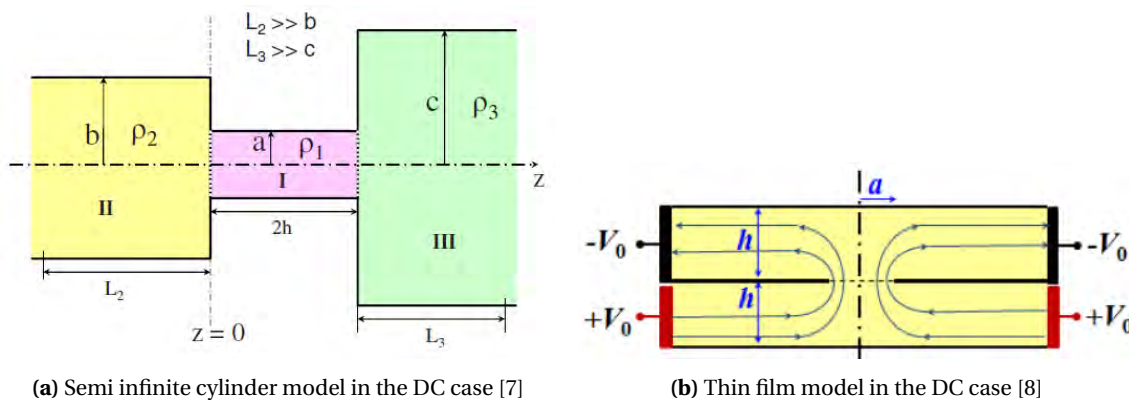 L₂ >> b
L₃ >> c
b
ρ₂
a
ρ₁
c
ρ₃
z
I
II
2h
III
L₂
z = 0
L₃
a
-V₀
h
-V₀
+V₀
h
+V₀
(a) Semi infinite cylinder model in the DC case [7]
(b) Thin film model in the DC case [8]